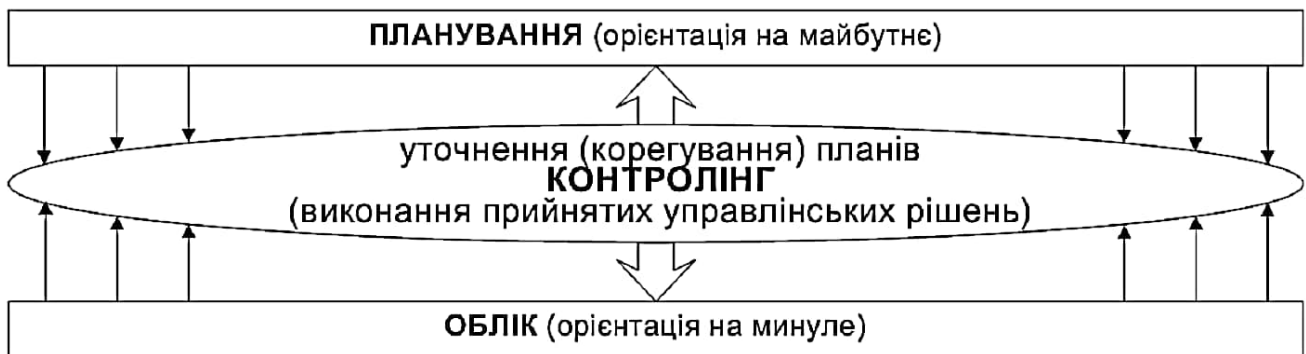 ПЛАНУВАННЯ (орієнтація на майбутнє)
уточнення (корегування) планів
КОНТРОЛІНГ
(виконання прийнятих управлінських рішень)
ОБЛІК (орієнтація на минуле)